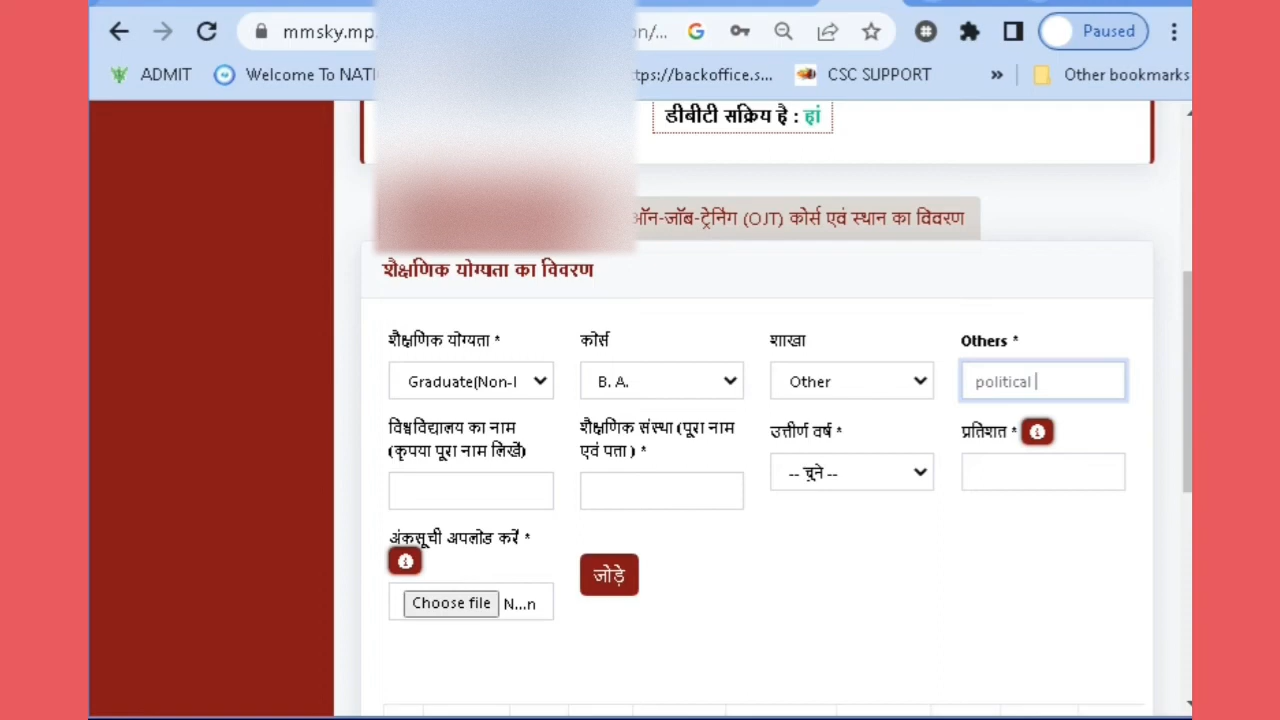 mmsky.mp.
on/...
Paused
ADMIT
Welcome To NATI
ttps://backoffice.s...
CSC SUPPORT
»
Other bookmarks
डीबीटी सक्रिय है : हां
ऑन-जॉब-ट्रेनिंग (OJT) कोर्स एवं स्थान का विवरण
शैक्षणिक योग्यता का विवरण
शैक्षणिक योग्यता *
कोर्स
शाखा
Others *
Graduate(Non-I
B. A.
Other
political
विश्वविद्यालय का नाम
(कृपया पूरा नाम लिखें)
शैक्षणिक संस्था (पूरा नाम
एवं पता ) *
उत्तीर्ण वर्ष *
प्रतिशत *
-- चुने --
अंकसूची अपलोड करें *
जोड़े
Choose file N...n